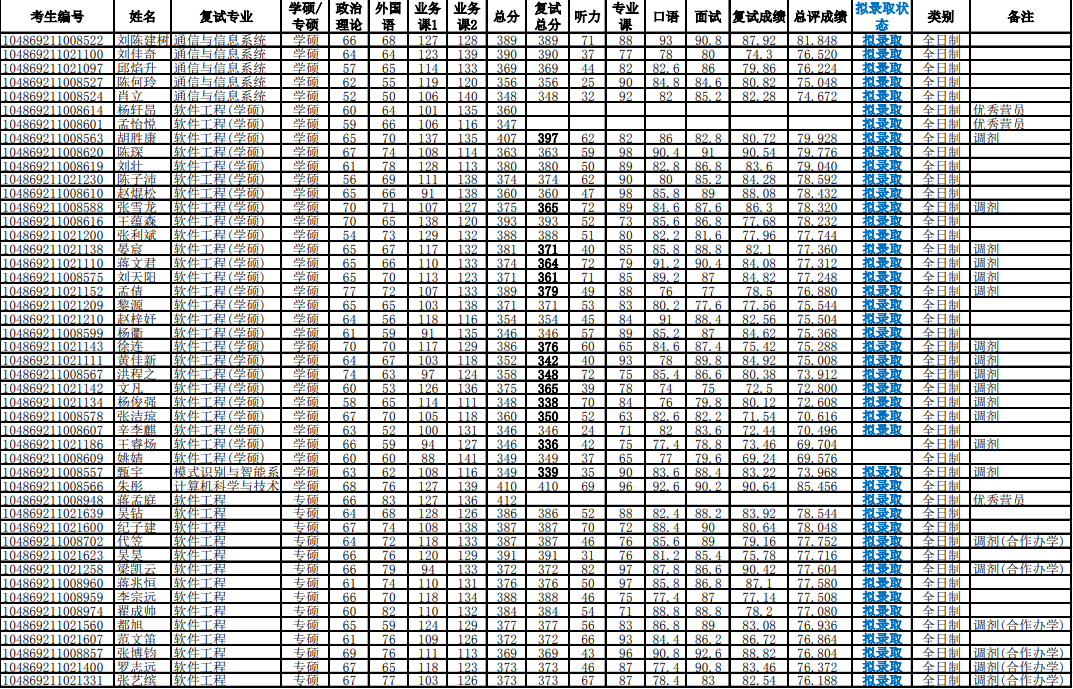 考生编号 姓名 复试专业 学硕/专硕 政治理论 外国语 业务课1 业务课2 总分 复试总分 听力 专业课 口语 面试 复试成绩 总评成绩 拟录取状态 类别 备注
104869211008522 刘陈建树 通信与信息系统 学硕 66 68 127 128 389 389 71 88 93 90.8 87.92 81.848 拟录取 全日制
104869211021100 刘佳奇 通信与信息系统 学硕 64 64 123 139 390 390 37 77 78 80 74.3 76.520 拟录取 全日制
104869211021097 邱焰升 通信与信息系统 学硕 57 65 114 133 369 369 44 82 82.6 86 79.86 76.224 拟录取 全日制
104869211008527 陈何玲 通信与信息系统 学硕 62 55 119 120 356 356 25 90 84.8 84.6 80.82 75.048 拟录取 全日制
104869211008524 肖立 通信与信息系统 学硕 52 50 106 140 348 348 32 92 82 85.2 82.28 74.672 拟录取 全日制
104869211008614 杨轩昂 软件工程(学硕) 学硕 60 64 101 135 360 拟录取 全日制 优秀营员
104869211008601 孟怡悦 软件工程(学硕) 学硕 59 66 106 116 347 拟录取 全日制 优秀营员
104869211008563 胡胜康 软件工程(学硕) 学硕 65 70 137 135 407 397 62 82 86 82.8 80.72 79.928 拟录取 全日制 调剂
104869211008620 陈琛 软件工程(学硕) 学硕 67 74 108 114 363 363 59 98 90.4 91 90.54 79.776 拟录取 全日制
104869211008619 刘壮 软件工程(学硕) 学硕 61 78 128 113 380 380 50 89 82.8 86.8 83.6 79.040 拟录取 全日制
104869211021230 陈子沛 软件工程(学硕) 学硕 56 69 111 138 374 374 62 90 80 85.2 84.28 78.592 拟录取 全日制
104869211008610 赵焜松 软件工程(学硕) 学硕 65 66 91 138 360 360 47 98 85.8 89 88.08 78.432 拟录取 全日制
104869211008588 张雪龙 软件工程(学硕) 学硕 70 71 107 127 375 365 72 89 84.6 87.6 86.3 78.320 拟录取 全日制 调剂
104869211008616 王蕴森 软件工程(学硕) 学硕 70 65 138 120 393 393 52 73 85.6 85.8 77.68 78.232 拟录取 全日制
104869211021200 张利斌 软件工程(学硕) 学硕 54 73 129 132 388 388 51 80 82.2 81.6 77.96 77.744 拟录取 全日制
104869211021138 晏宸 软件工程(学硕) 学硕 65 67 117 132 381 371 40 85 85.8 88.8 82.1 77.360 拟录取 全日制 调剂
104869211021110 蒋文君 软件工程(学硕) 学硕 65 66 110 133 374 364 72 79 91.2 90.4 84.08 77.312 拟录取 全日制 调剂
104869211008575 刘天阳 软件工程(学硕) 学硕 65 70 113 123 371 361 71 85 89.2 87 84.82 77.248 拟录取 全日制 调剂
104869211021152 孟倩 软件工程(学硕) 学硕 77 72 107 133 389 379 49 88 76 77 78.5 76.880 拟录取 全日制 调剂
104869211021209 黎源 软件工程(学硕) 学硕 65 65 103 138 371 371 53 83 80.2 77.6 77.56 75.544 拟录取 全日制
104869211021210 赵梓妤 软件工程(学硕) 学硕 64 56 118 116 354 354 45 84 91 88.4 82.56 75.504 拟录取 全日制
104869211008599 杨衢 软件工程(学硕) 学硕 61 59 91 135 346 346 57 89 85.2 87 84.62 75.368 拟录取 全日制
104869211021143 徐连 软件工程(学硕) 学硕 70 70 117 129 386 376 60 65 84.6 87.4 75.42 75.288 拟录取 全日制 调剂
104869211021111 黄佳新 软件工程(学硕) 学硕 64 67 103 118 352 342 40 93 78 89.8 84.92 75.008 拟录取 全日制 调剂
104869211008567 洪程之 软件工程(学硕) 学硕 74 63 97 124 358 348 72 75 85.4 86.6 80.38 73.912 拟录取 全日制 调剂
104869211021142 文凡 软件工程(学硕) 学硕 60 53 126 136 375 365 39 78 74 75 72.5 72.800 拟录取 全日制 调剂
104869211021134 杨俊强 软件工程(学硕) 学硕 58 65 114 111 348 338 70 84 76 79.8 80.12 72.608 拟录取 全日制 调剂
104869211008578 张洁琼 软件工程(学硕) 学硕 67 70 105 118 360 350 52 63 82.6 82.2 71.54 70.616 拟录取 全日制 调剂
104869211008607 辛李麒 软件工程(学硕) 学硕 63 52 100 131 346 346 24 71 82 83.6 72.44 70.496 拟录取 全日制
104869211021186 王睿炀 软件工程(学硕) 学硕 66 59 94 127 346 336 42 75 77.4 78.8 73.46 69.704 全日制 调剂
104869211008609 姚婧 软件工程(学硕) 学硕 60 60 88 141 349 349 37 65 77 79.6 69.24 69.576 全日制
104869211008557 甄宇 模式识别与智能系 学硕 63 62 108 116 349 339 35 90 83.6 88.4 83.22 73.968 拟录取 全日制 调剂
104869211008566 朱彤 计算机科学与技术 学硕 68 76 127 139 410 410 69 96 92.6 90.2 90.64 85.456 拟录取 全日制
104869211008948 蒋孟庭 软件工程 专硕 66 83 127 136 412 拟录取 全日制 优秀营员
104869211021639 吴钻 软件工程 专硕 64 68 128 126 386 386 52 88 82.4 88.2 83.92 78.544 拟录取 全日制
104869211021600 纪子建 软件工程 专硕 67 74 108 138 387 387 70 72 88.4 90 80.64 78.048 拟录取 全日制
104869211008702 代笠 软件工程 专硕 64 72 118 133 387 387 46 76 85.6 89 79.16 77.752 拟录取 全日制 调剂(合作办学)
104869211021623 吴昊 软件工程 专硕 66 76 120 129 391 391 31 76 81.2 85.4 75.78 77.716 拟录取 全日制
104869211021258 梁凯云 软件工程 专硕 66 79 94 133 372 372 82 97 87.8 86.6 90.42 77.604 拟录取 全日制 调剂(合作办学)
104869211008960 蒋兆恒 软件工程 专硕 61 74 110 131 376 376 50 97 85.8 86.8 87.1 77.580 拟录取 全日制
104869211008959 李宗远 软件工程 专硕 66 70 118 134 388 388 46 75 77.4 87 77.14 77.508 拟录取 全日制
104869211008974 翟成帅 软件工程 专硕 60 82 110 132 384 384 54 71 88.8 88.8 78.2 77.080 拟录取 全日制
104869211021560 都旭 软件工程 专硕 65 59 124 129 377 377 56 83 86.8 89 83.08 76.936 拟录取 全日制 调剂(合作办学)
104869211021607 范文笛 软件工程 专硕 61 76 109 126 372 372 66 93 84.4 86.2 86.72 76.864 拟录取 全日制
104869211008857 张博钧 软件工程 专硕 69 76 111 113 369 369 43 96 90.8 92.6 88.82 76.804 拟录取 全日制 调剂(合作办学)
104869211021400 罗志远 软件工程 专硕 67 65 118 123 373 373 46 87 77.4 90.8 83.46 76.372 拟录取 全日制 调剂(合作办学)
104869211021331 张艺缤 软件工程 专硕 67 77 103 126 373 373 67 87 78.4 83 82.54 76.188 拟录取 全日制 调剂(合作办学)